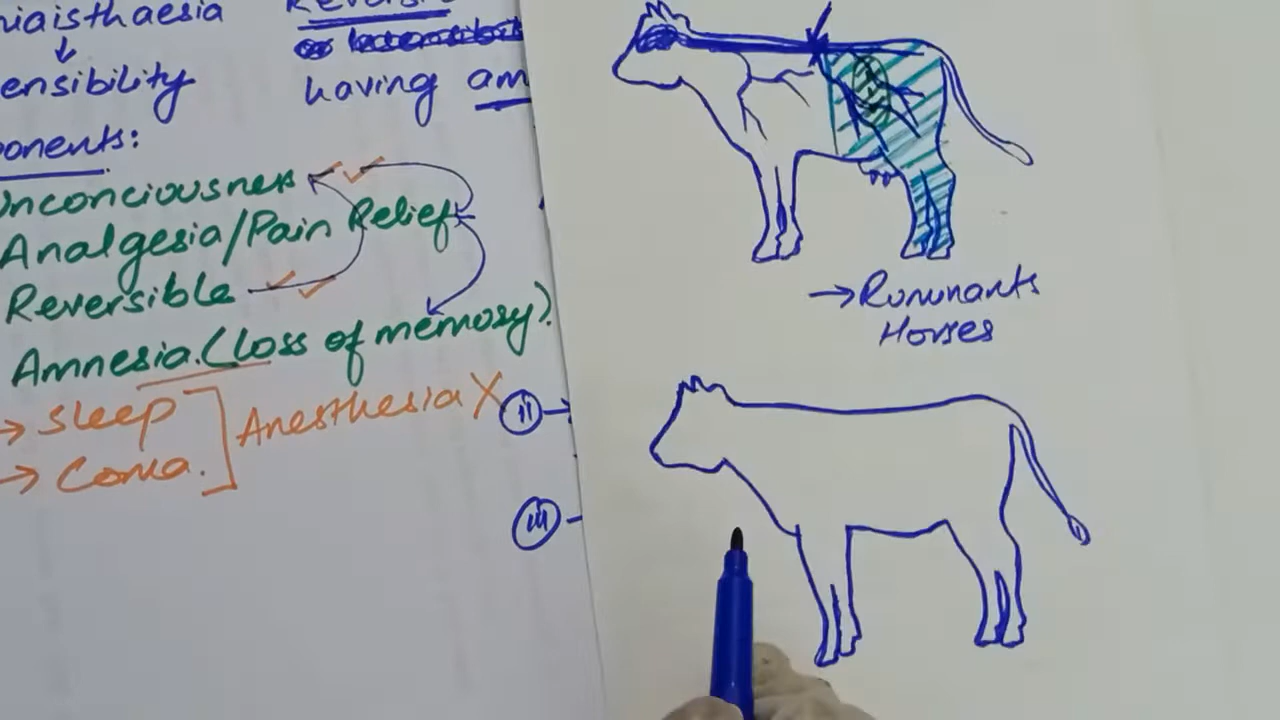 ensibility
having am
onents:
Unconciousness
Analgesia/Pain Relief
Reversible
Amnesia.(loss of memory).
→ Sleep
→ Coma.
Anesthesia X
ii →
iii
→ Ruminants
Horses